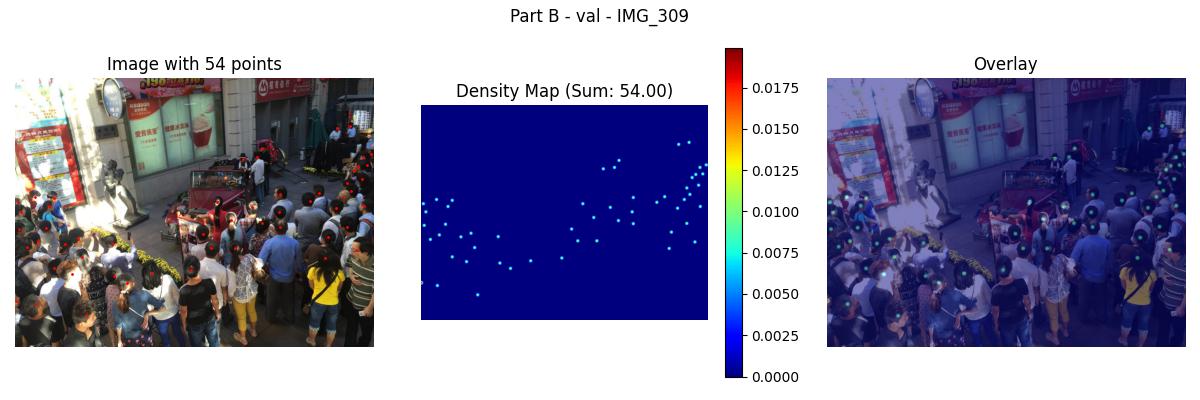 Part B - val - IMG_309
Image with 54 points
Density Map (Sum: 54.00)
Overlay
0.0175
0.0150
0.0125
0.0100
0.0075
0.0050
0.0025
0.0000